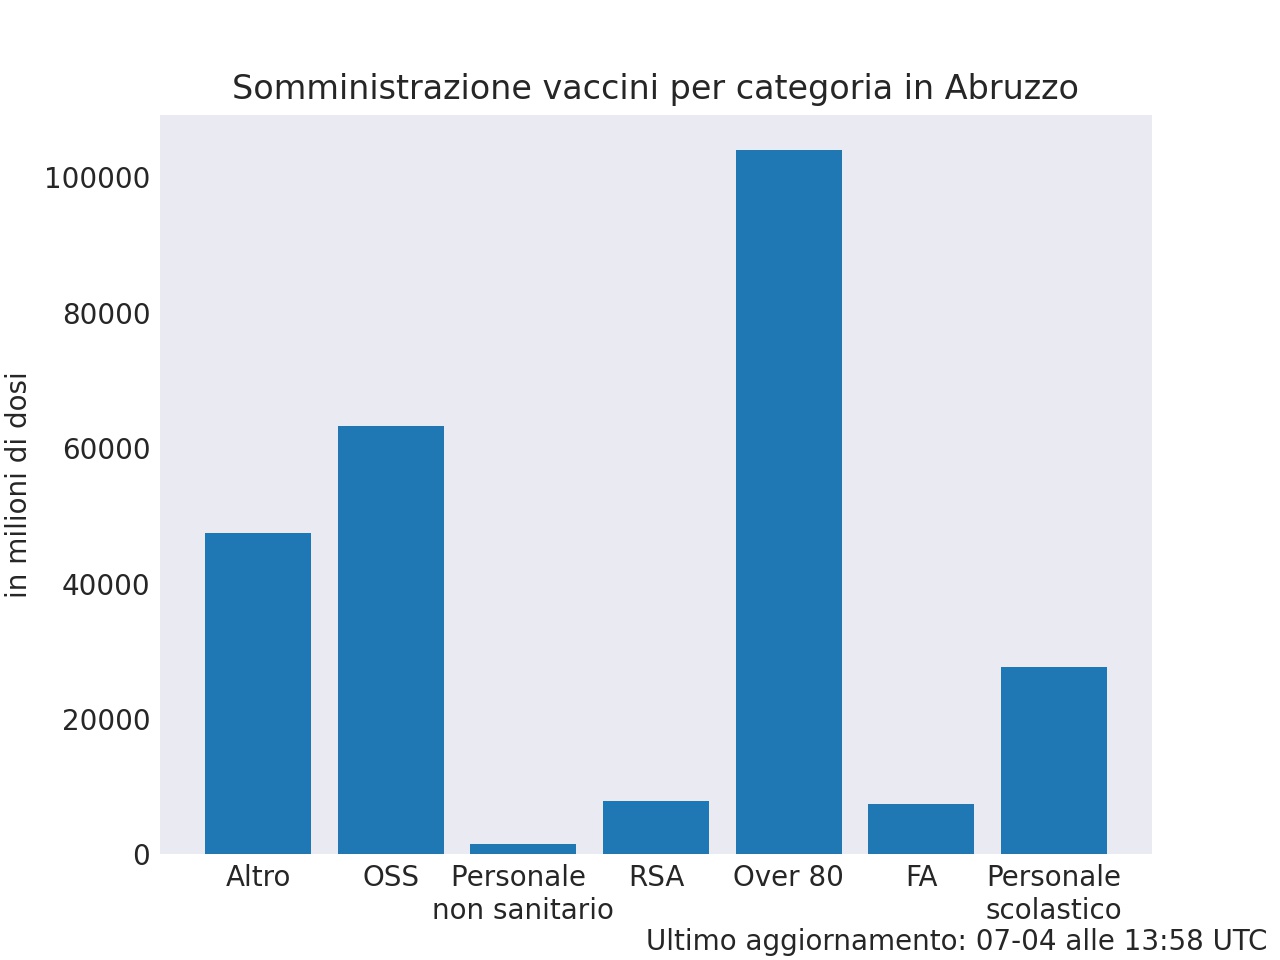 Somministrazione vaccini per categoria in Abruzzo
in milioni di dosi
100000
80000
60000
40000
20000
0
Altro OSS Personale RSA Over 80 FA Personale
non sanitario scolastico
Ultimo aggiornamento: 07-04 alle 13:58 UTC